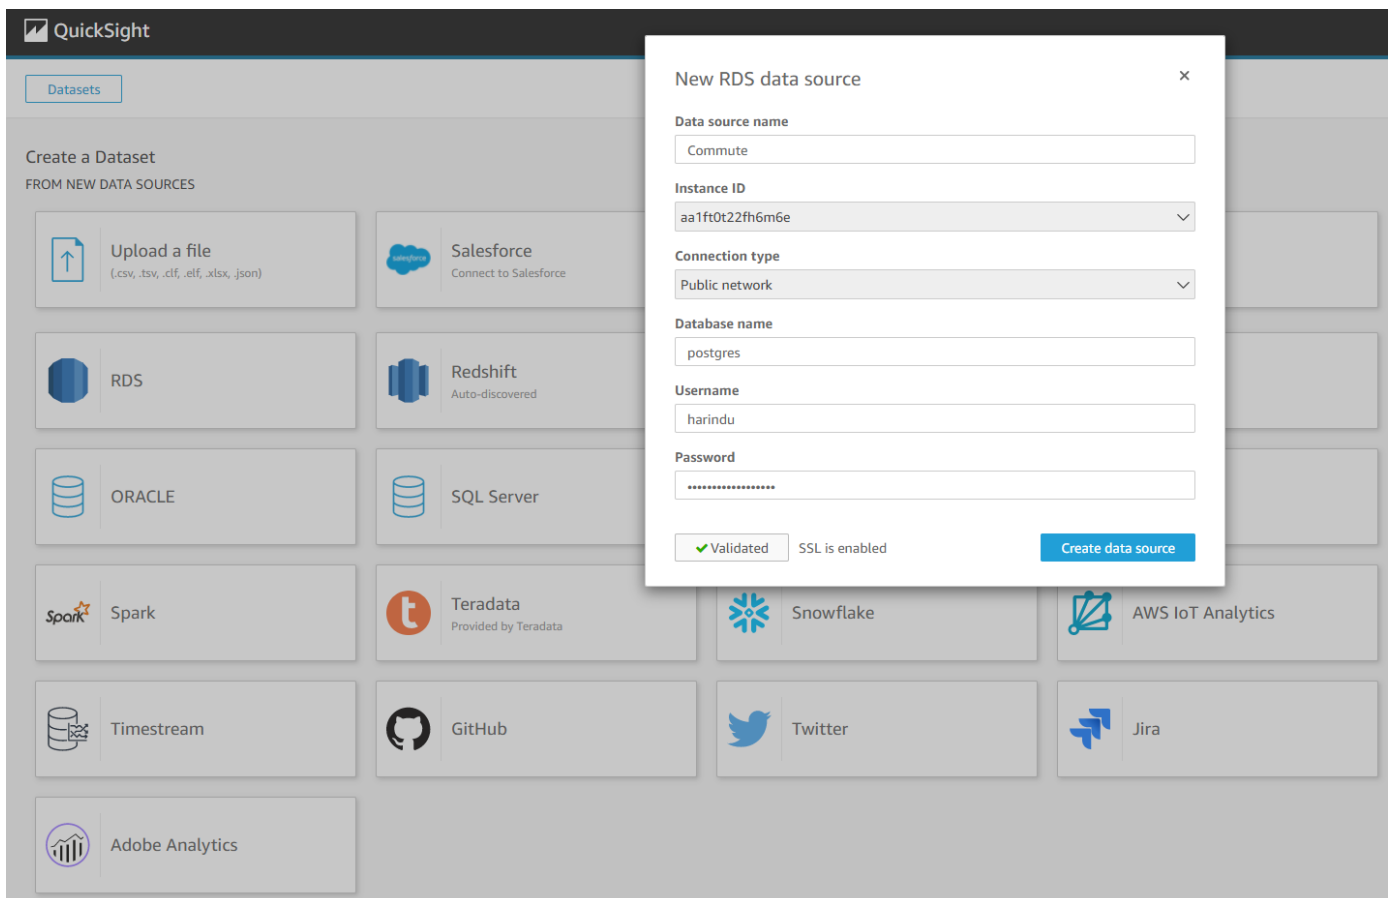 QuickSight
Datasets
Create a Dataset
FROM NEW DATA SOURCES
Upload a file
(.csv, .tsv, .clf, .elf, .xlsx, .json)
salesforce
Salesforce
Connect to Salesforce
RDS
Redshift
Auto-discovered
ORACLE
SQL Server
Spark
Spark
t
Teradata
Provided by Teradata
Snowflake
AWS IoT Analytics
Timestream
GitHub
Twitter
Jira
Adobe Analytics
New RDS data source
×
Data source name
Commute
Instance ID
aa1ft0t22fh6m6e
Connection type
Public network
Database name
postgres
Username
harindu
Password
••••••••••••••••••
Validated
SSL is enabled
Create data source